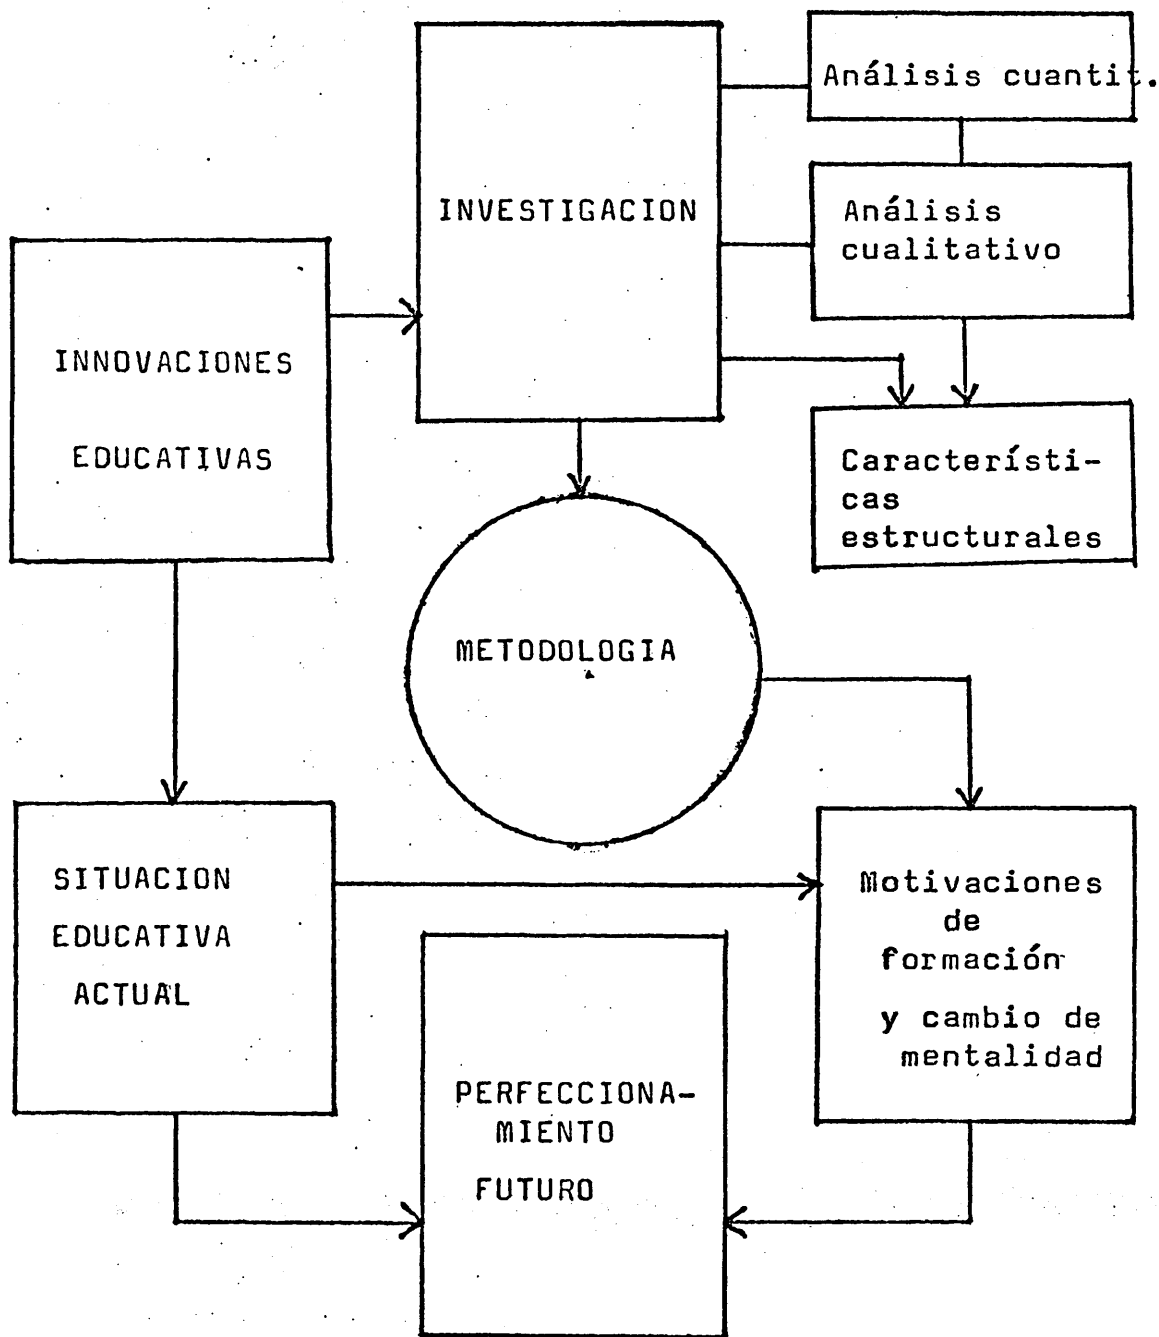 Análisis cuantit.
INVESTIGACION
Análisis
cualitativo
INNOVACIONES
EDUCATIVAS
Característi-
cas
estructurales
METODOLOGIA
SITUACION
EDUCATIVA
ACTUAL
Motivaciones
de
formación
y cambio de
mentalidad
PERFECCIONA-
MIENTO
FUTURO